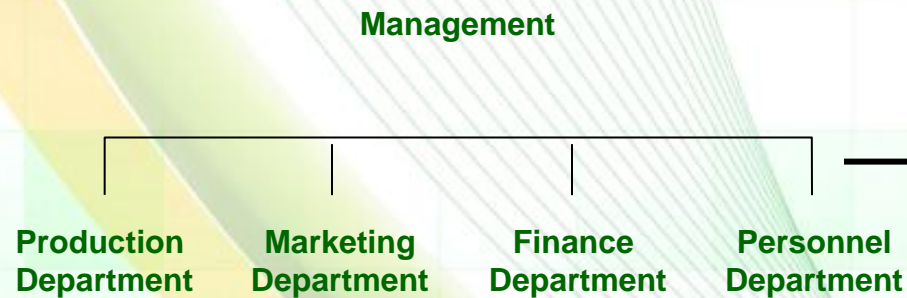 Management
Production Marketing Finance Personnel
Department Department Department Department